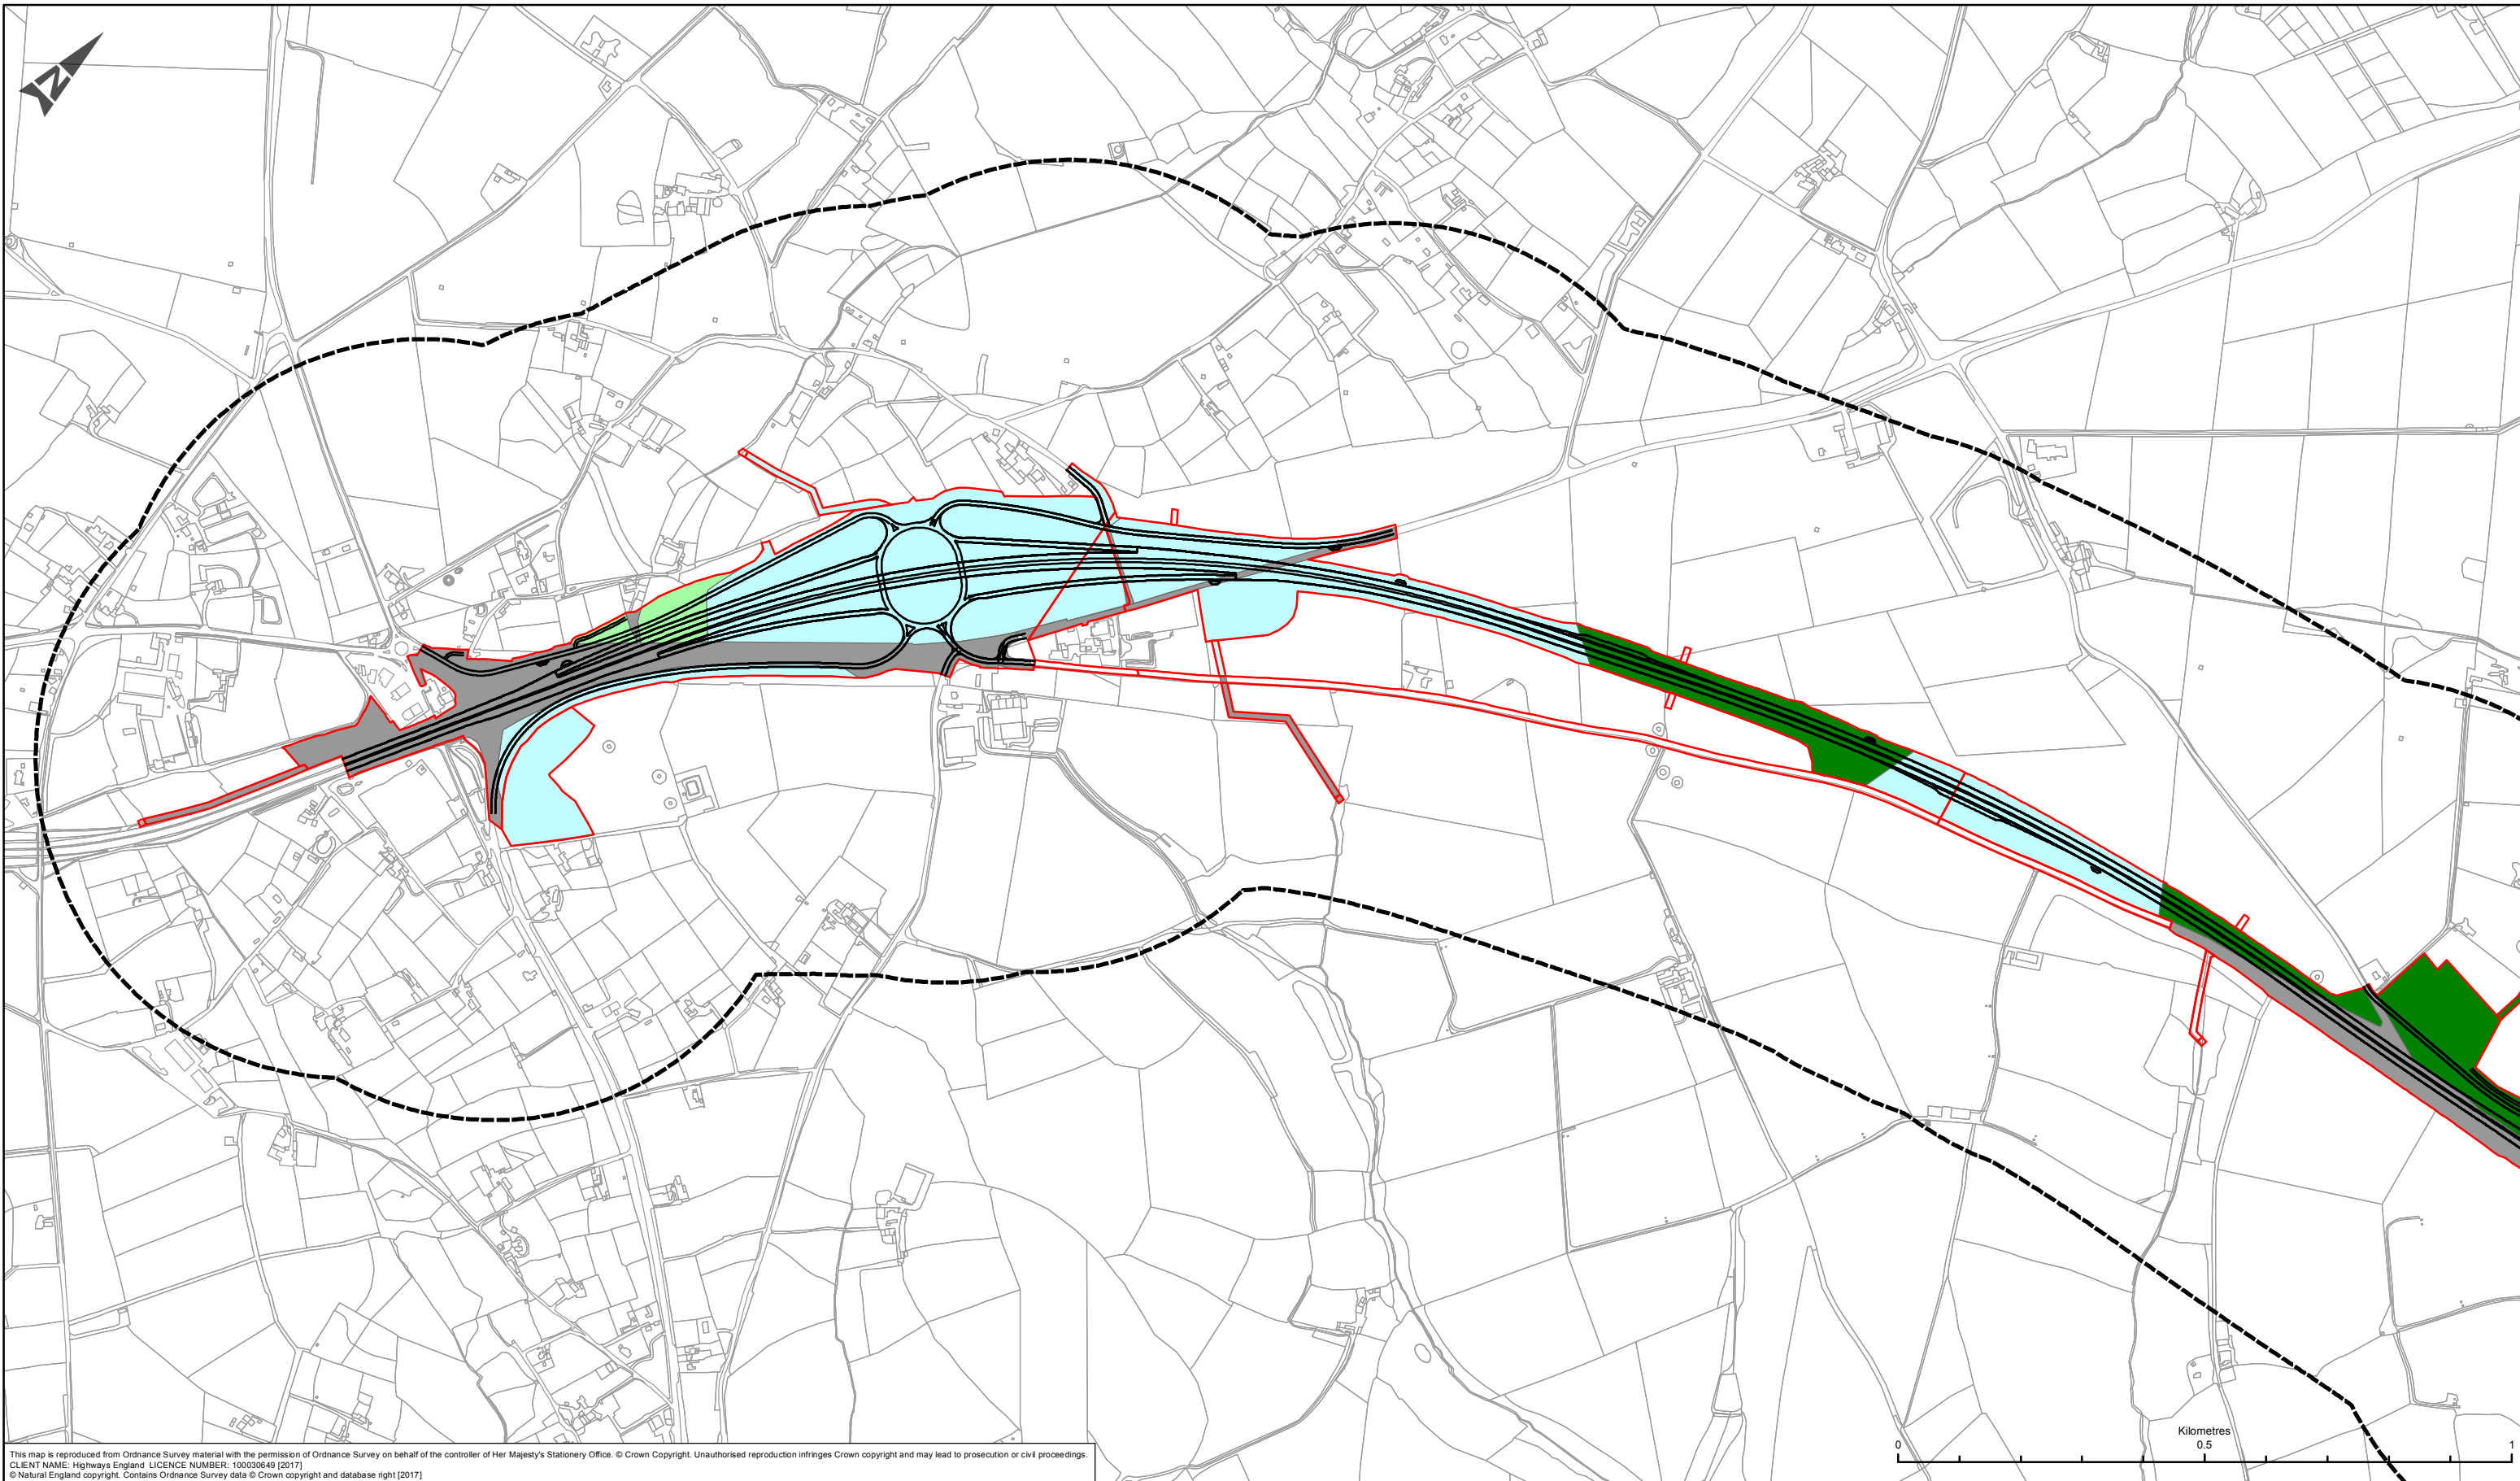 N
Kilometres
0 0.5 1
This map is reproduced from Ordnance Survey material with the permission of Ordnance Survey on behalf of the controller of Her Majesty's Stationery Office. © Crown Copyright. Unauthorised reproduction infringes Crown copyright and may lead to prosecution or civil proceedings.
CLIENT NAME: Highways England LICENCE NUMBER: 100030649 [2017]
© Natural England copyright. Contains Ordnance Survey data © Crown copyright and database right [2017]